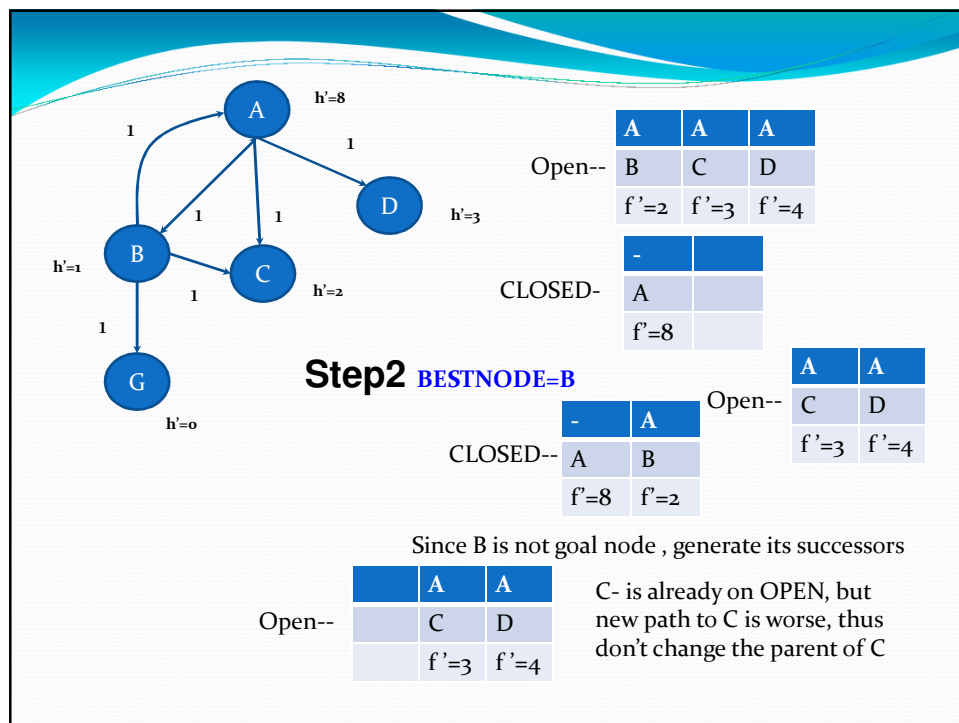 A
h'=8
1
1
D
h'=3
1
1
B
h'=1
C
h'=2
1
1
G
h'=0
A A A
Open-- B C D
f '=2 f '=3 f '=4
-
CLOSED- A
f'=8
Step2 BESTNODE=B
A A
Open-- C D
f '=3 f '=4
- A
CLOSED-- A B
f'=8 f'=2
Since B is not goal node , generate its successors
A A
Open-- C D
f '=3 f '=4
C- is already on OPEN, but
new path to C is worse, thus
don't change the parent of C